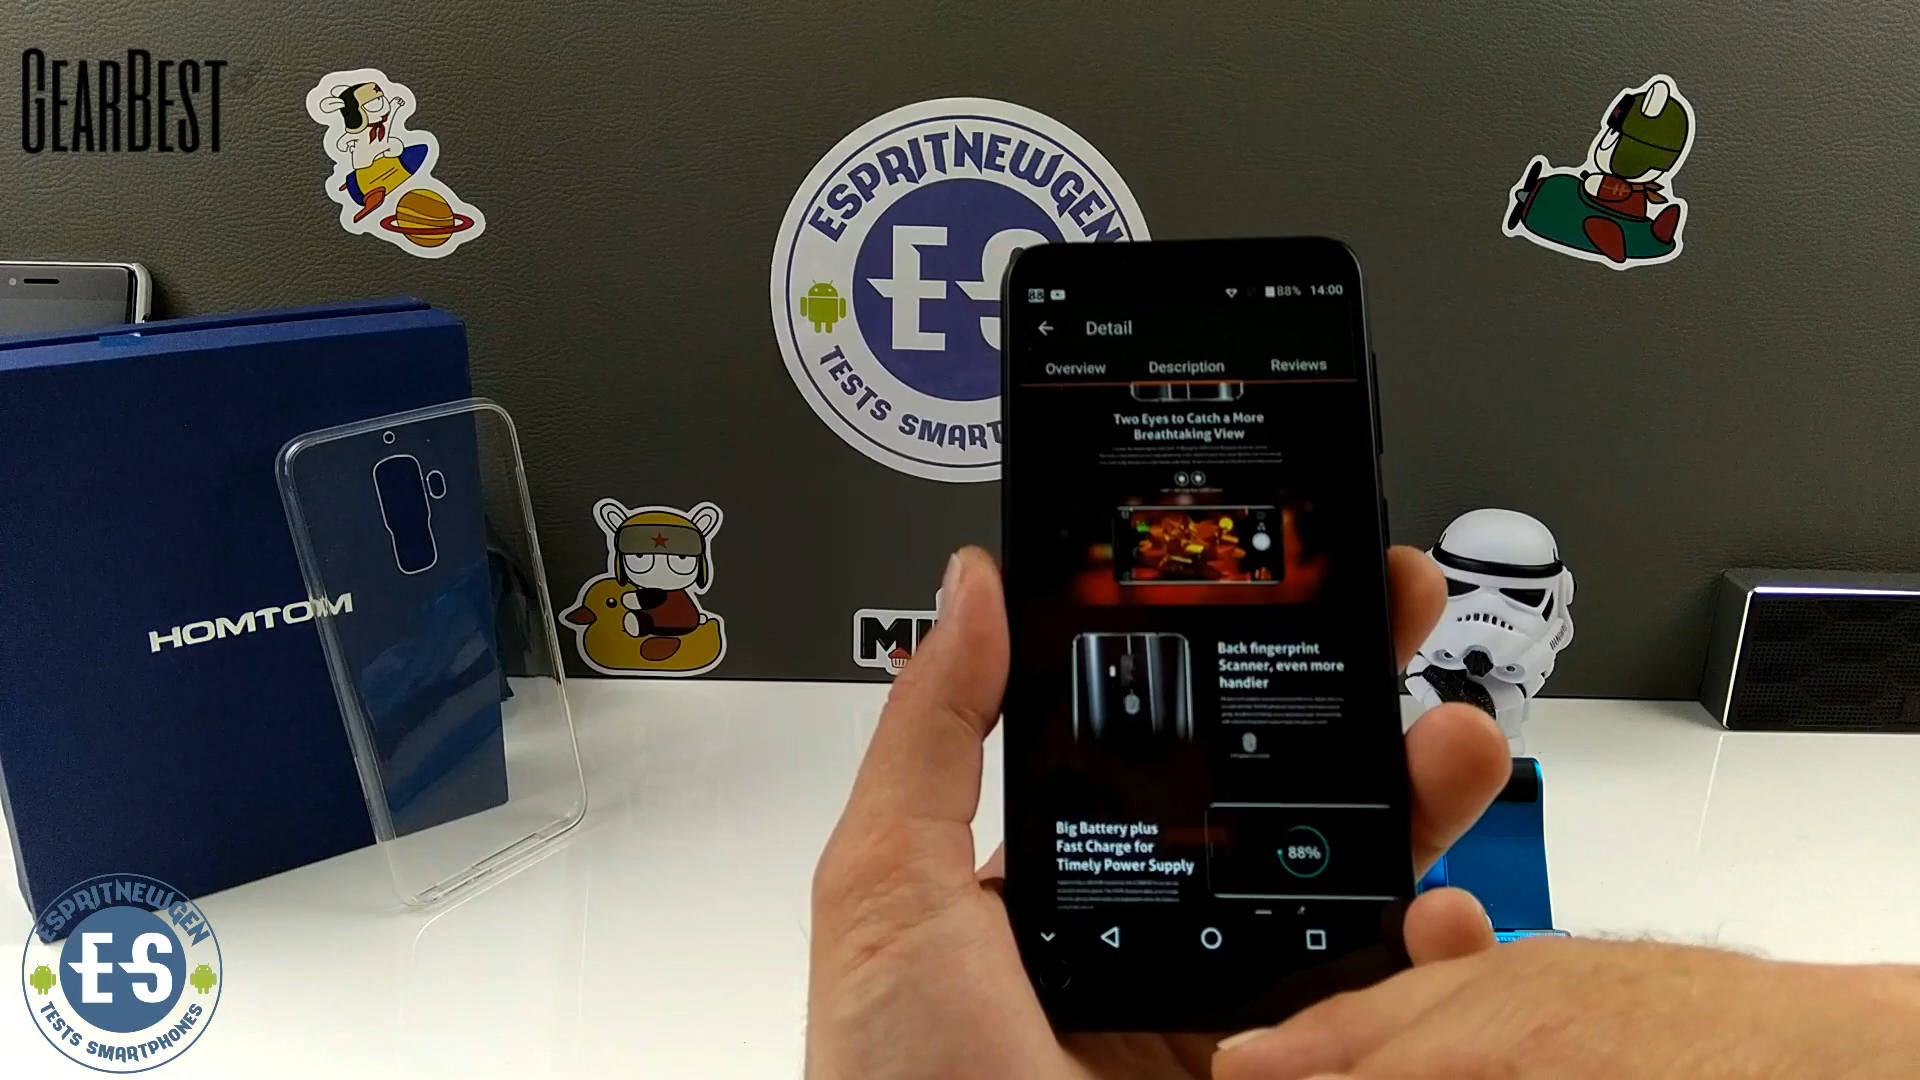 GEARBEST
ESPRITNEWGEN
ES
TESTS SMART
HOMTOM
MI
88% 14:00
Detail
Overview Description Reviews
Two Eyes to Catch a More
Breathtaking View
Back fingerprint
Scanner, even more
handier
Big Battery plus
Fast Charge for
Timely Power Supply
88%
ESPRITNEWGEN
ES
TESTS SMARTPHONES